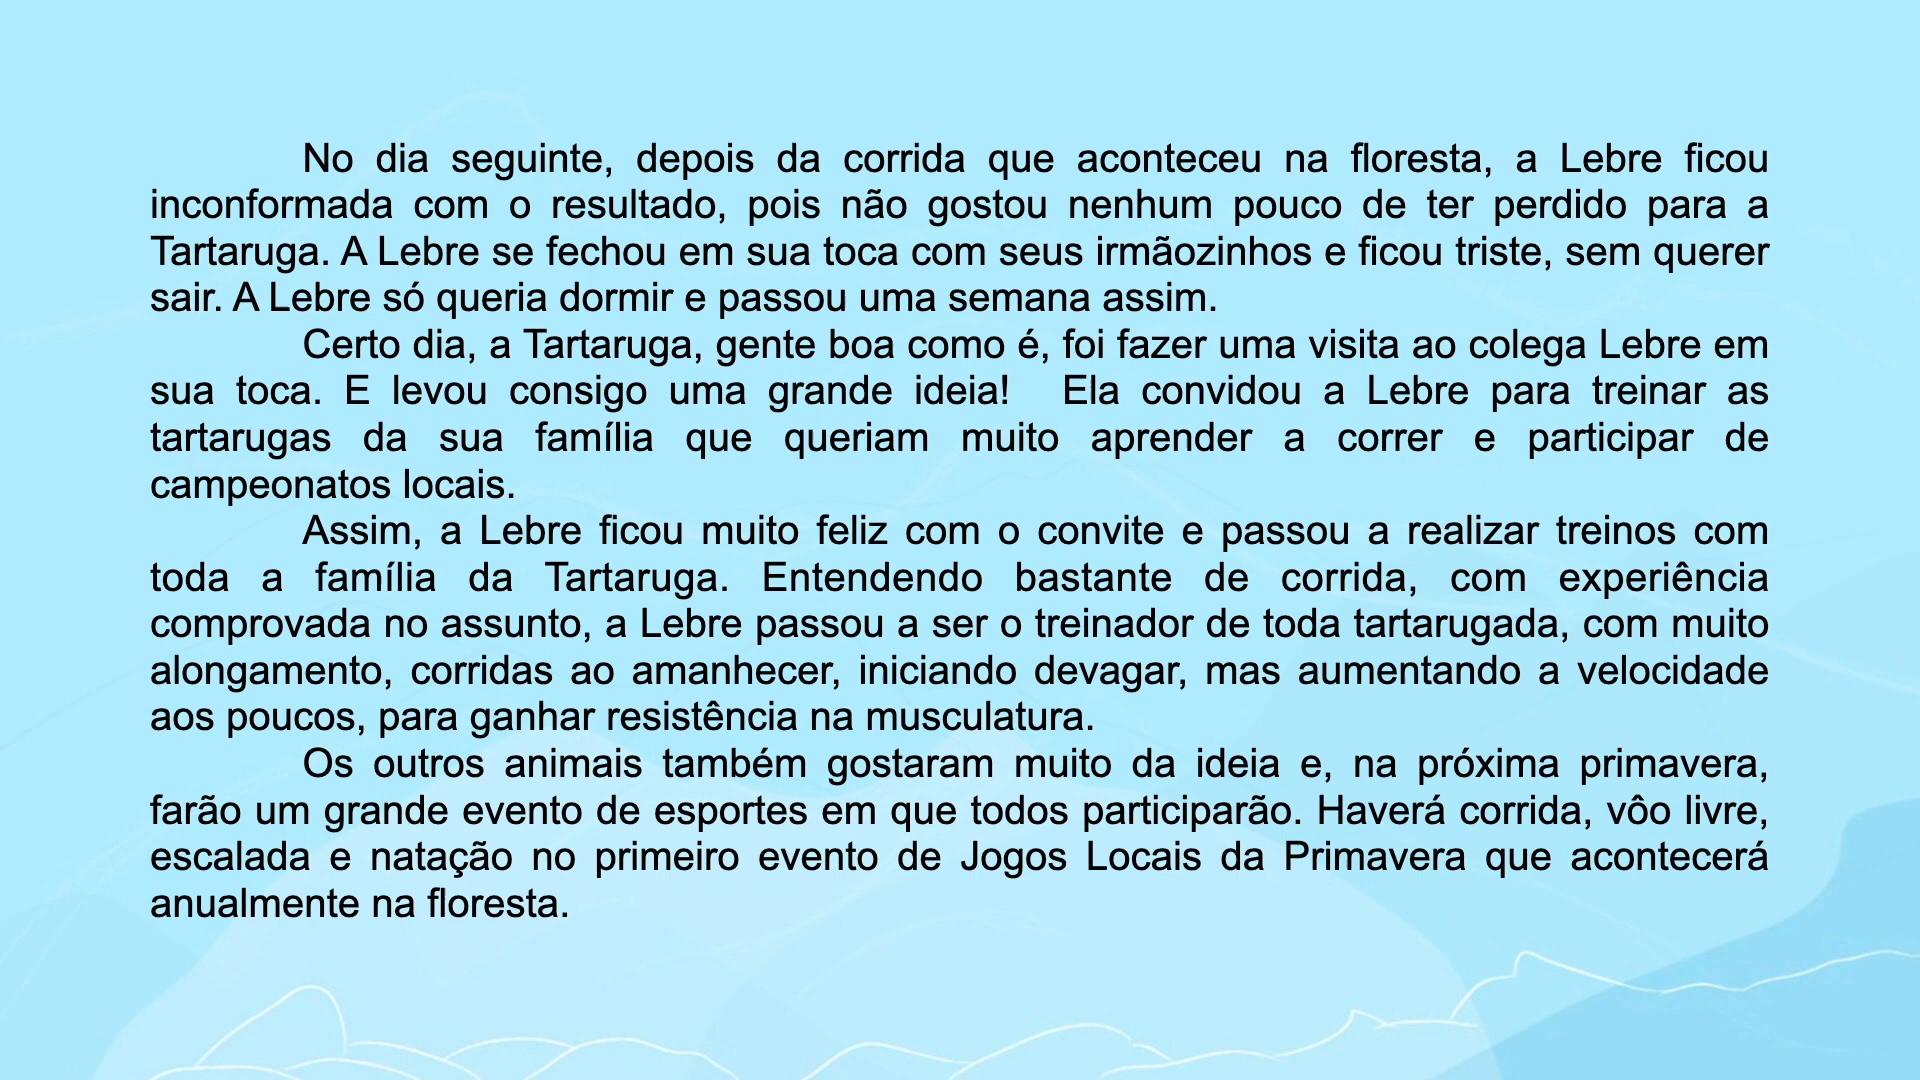 No dia seguinte, depois da corrida que aconteceu na floresta, a Lebre ficou
inconformada com o resultado, pois não gostou nenhum pouco de ter perdido para a
Tartaruga. A Lebre se fechou em sua toca com seus irmãozinhos e ficou triste, sem querer
sair. A Lebre só queria dormir e passou uma semana assim.
Certo dia, a Tartaruga, gente boa como é, foi fazer uma visita ao colega Lebre em
sua toca. E levou consigo uma grande ideia! Ela convidou a Lebre para treinar as
tartarugas da sua família que queriam muito aprender a correr e participar de
campeonatos locais.
Assim, a Lebre ficou muito feliz com o convite e passou a realizar treinos com
toda a família da Tartaruga. Entendendo bastante de corrida, com experiência
comprovada no assunto, a Lebre passou a ser o treinador de toda tartarugada, com muito
alongamento, corridas ao amanhecer, iniciando devagar, mas aumentando a velocidade
aos poucos, para ganhar resistência na musculatura.
Os outros animais também gostaram muito da ideia e, na próxima primavera,
farão um grande evento de esportes em que todos participarão. Haverá corrida, vôo livre,
escalada e natação no primeiro evento de Jogos Locais da Primavera que acontecerá
anualmente na floresta.